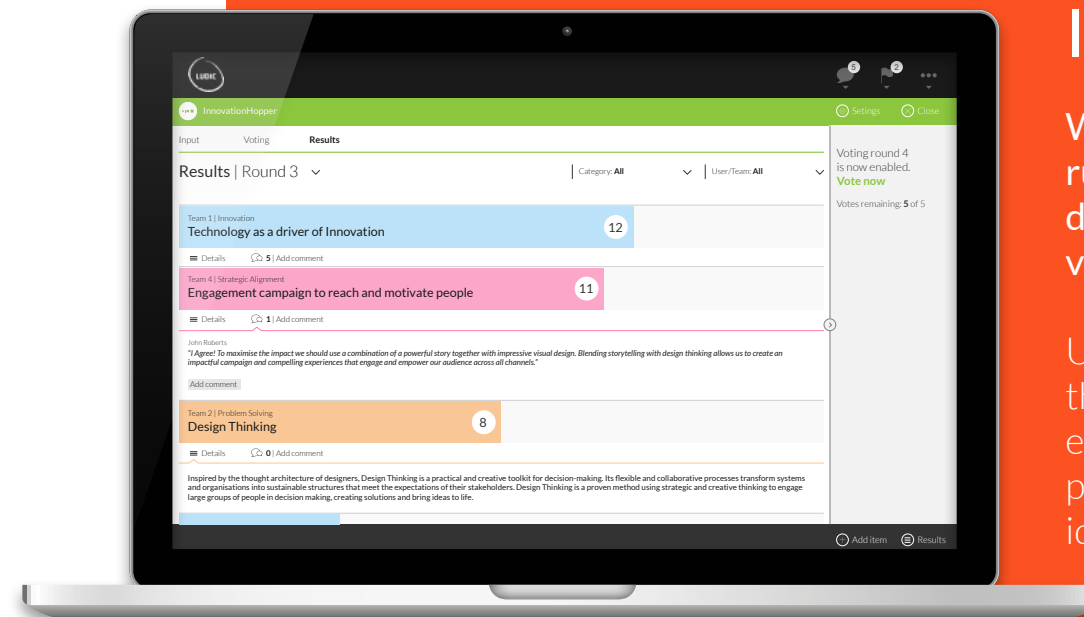 LUDIC
5
2
InnovationHopper
Setings
Close
Input Voting Results
Results | Round 3
Category: All
User/Team: All
Voting round 4
is now enabled.
Vote now
Votes remaining: 5 of 5
Team 1 | Innovation
Technology as a driver of Innovation
12
Details 5 | Add comment
Team 4 | Strategic Alignment
Engagement campaign to reach and motivate people
11
Details 1 | Add comment
John Roberts
"I Agree! To maximise the impact we should use a combination of a powerful story together with impressive visual design. Blending storytelling with design thinking allows us to create an
impactful campaign and compelling experiences that engage and empower our audience across all channels."
Add comment
Team 2 | Problem Solving
Design Thinking
8
Details 0 | Add comment
Inspired by the thought architecture of designers, Design Thinking is a practical and creative toolkit for decision-making. Its flexible and collaborative processes transform systems
and organisations into sustainable structures that meet the expectations of their stakeholders. Design Thinking is a proven method using strategic and creative thinking to engage
large groups of people in decision making, creating solutions and bring ideas to life.
Add item
Results